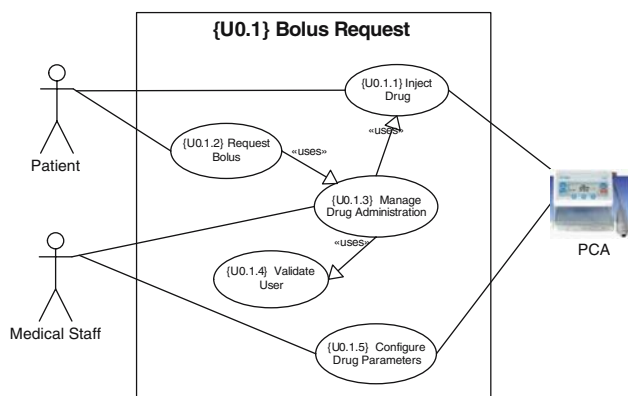 {U0.1} Bolus Request
{U0.1.1} Inject
Drug
«uses»
Patient
{U0.1.2} Request
Bolus
«uses»
{U0.1.3} Manage
Drug Administration
«uses»
PCA
{U0.1.4} Validate
User
Medical Staff
{U0.1.5} Configure
Drug Parameters